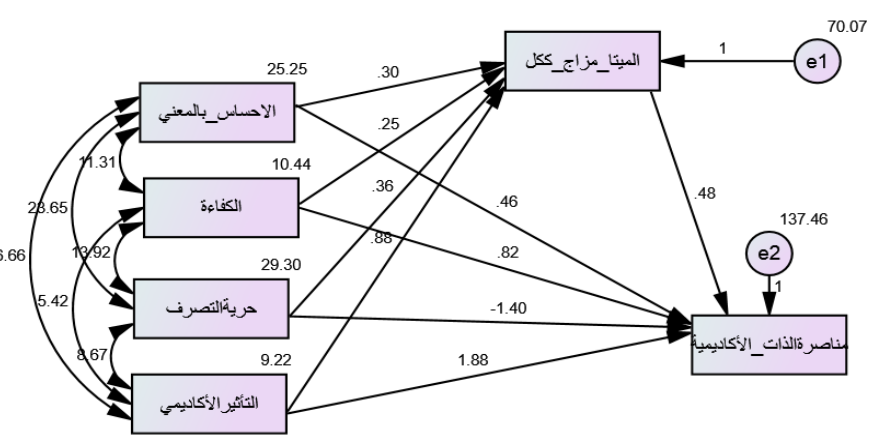 70.07
الميتا_مزاج_ككل
1
e1
25.25
.30
الاحساس_بالمعني
.25
11.31
10.44
.36
.46
.48
الكفاءة
23.65
137.46
.88
.82
e2
13.92
6.66
29.30
1
5.42
حريةالتصرف
-1.40
مناصرةالذات_الأكاديمية
8.67
9.22
1.88
التأثيرالأكاديمي